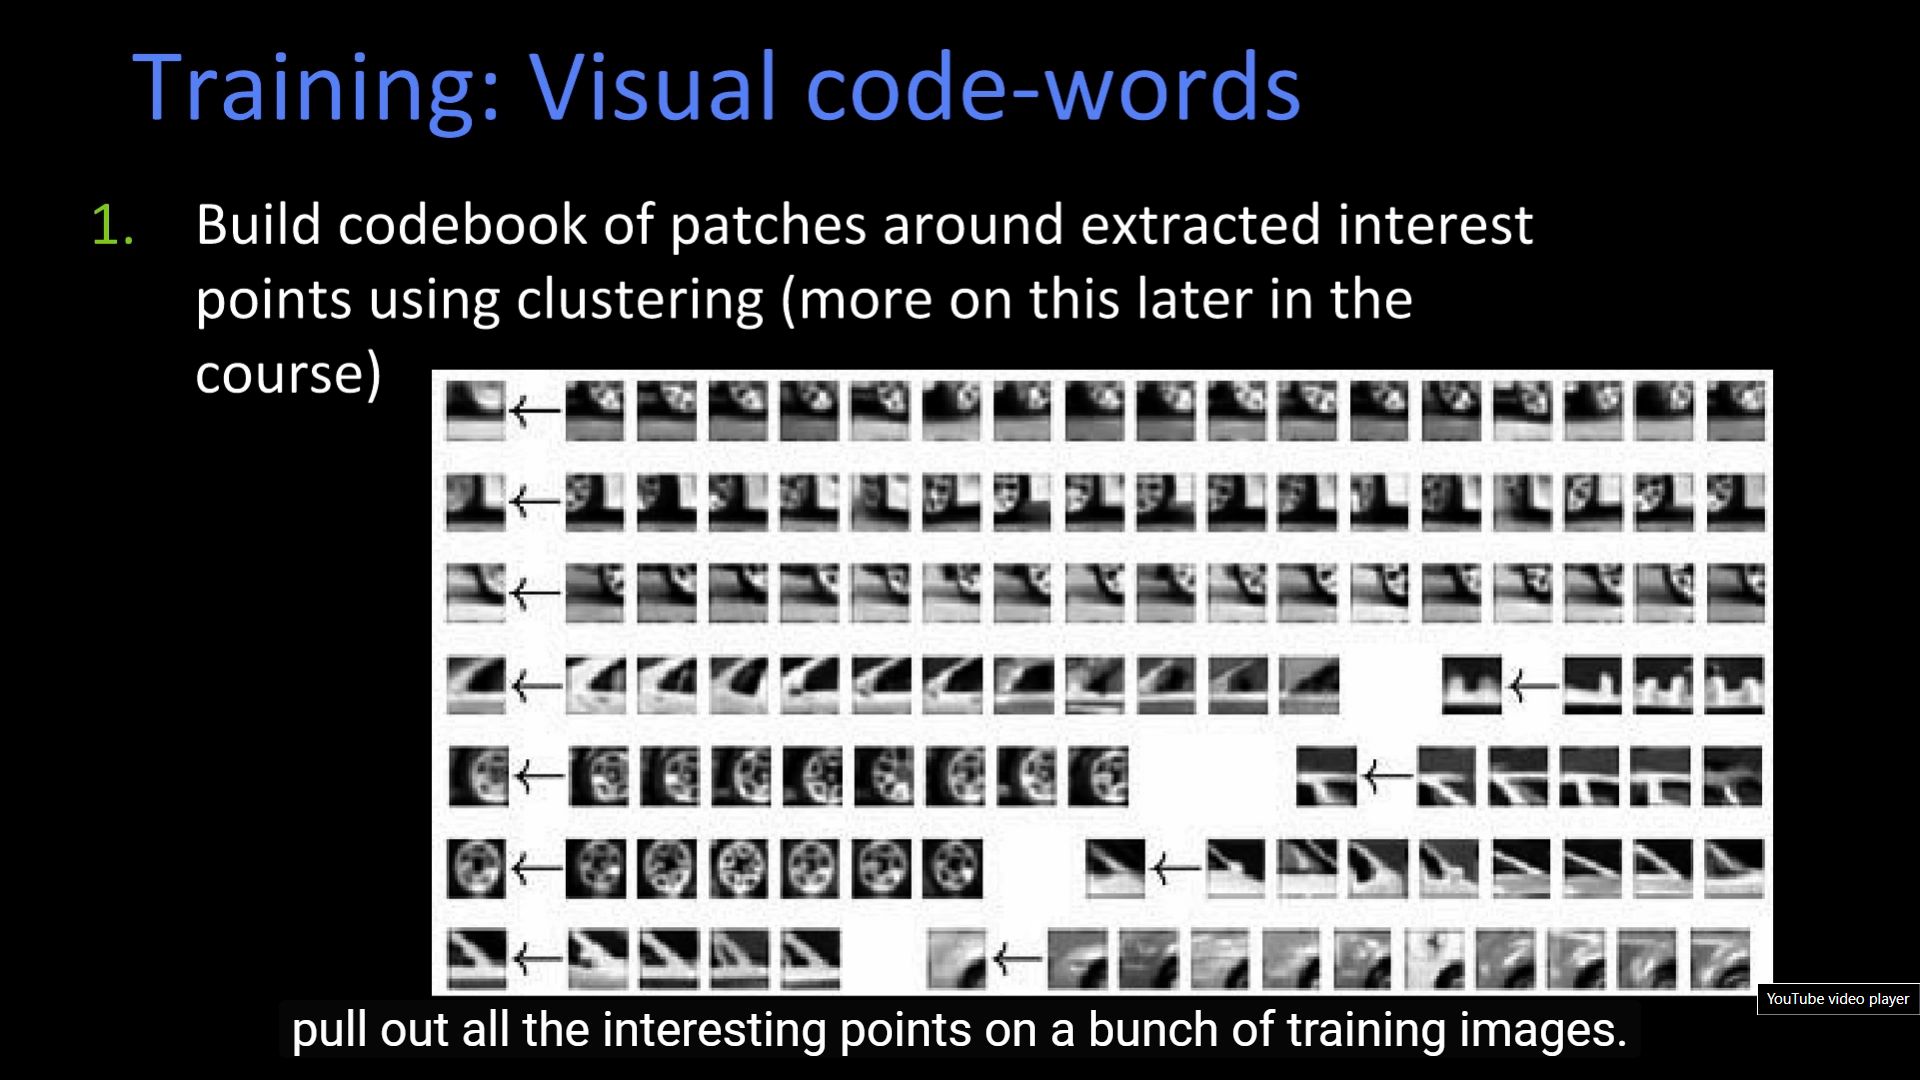 Training: Visual code-words
1. Build codebook of patches around extracted interest
points using clustering (more on this later in the
course)
YouTube video player
pull out all the interesting points on a bunch of training images.